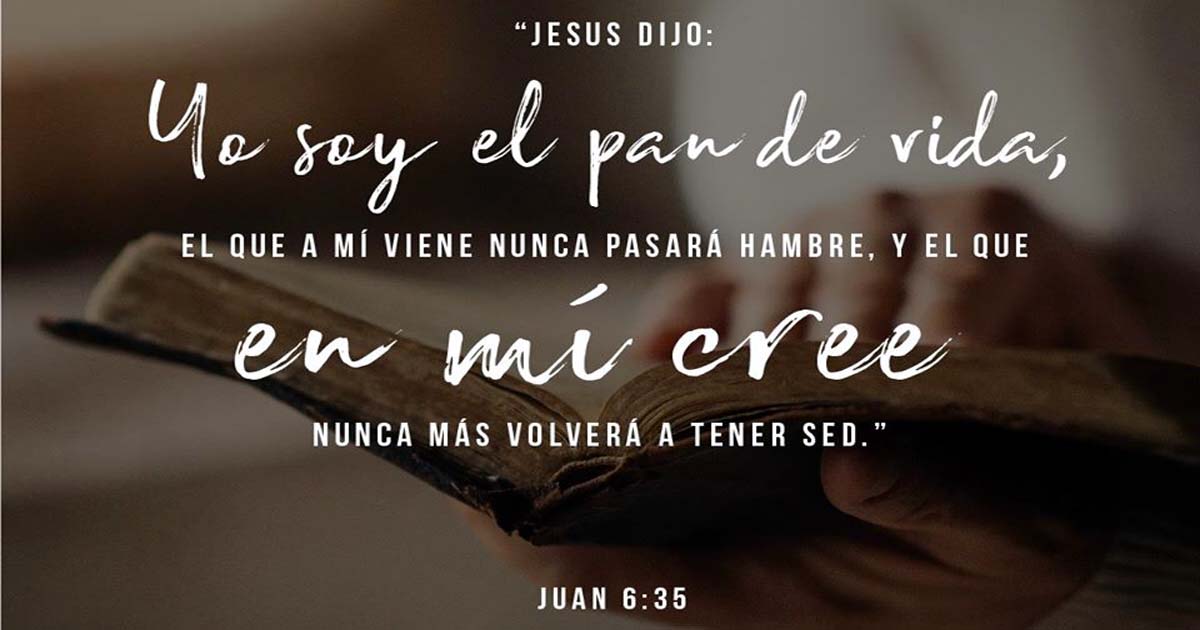 “JESUS DIJO:
Yo soy el pan de vida,
EL QUE A MÍ VIENE NUNCA PASARÁ HAMBRE, Y EL QUE
en mí cree
NUNCA MÁS VOLVERÁ A TENER SED.”
JUAN 6:35